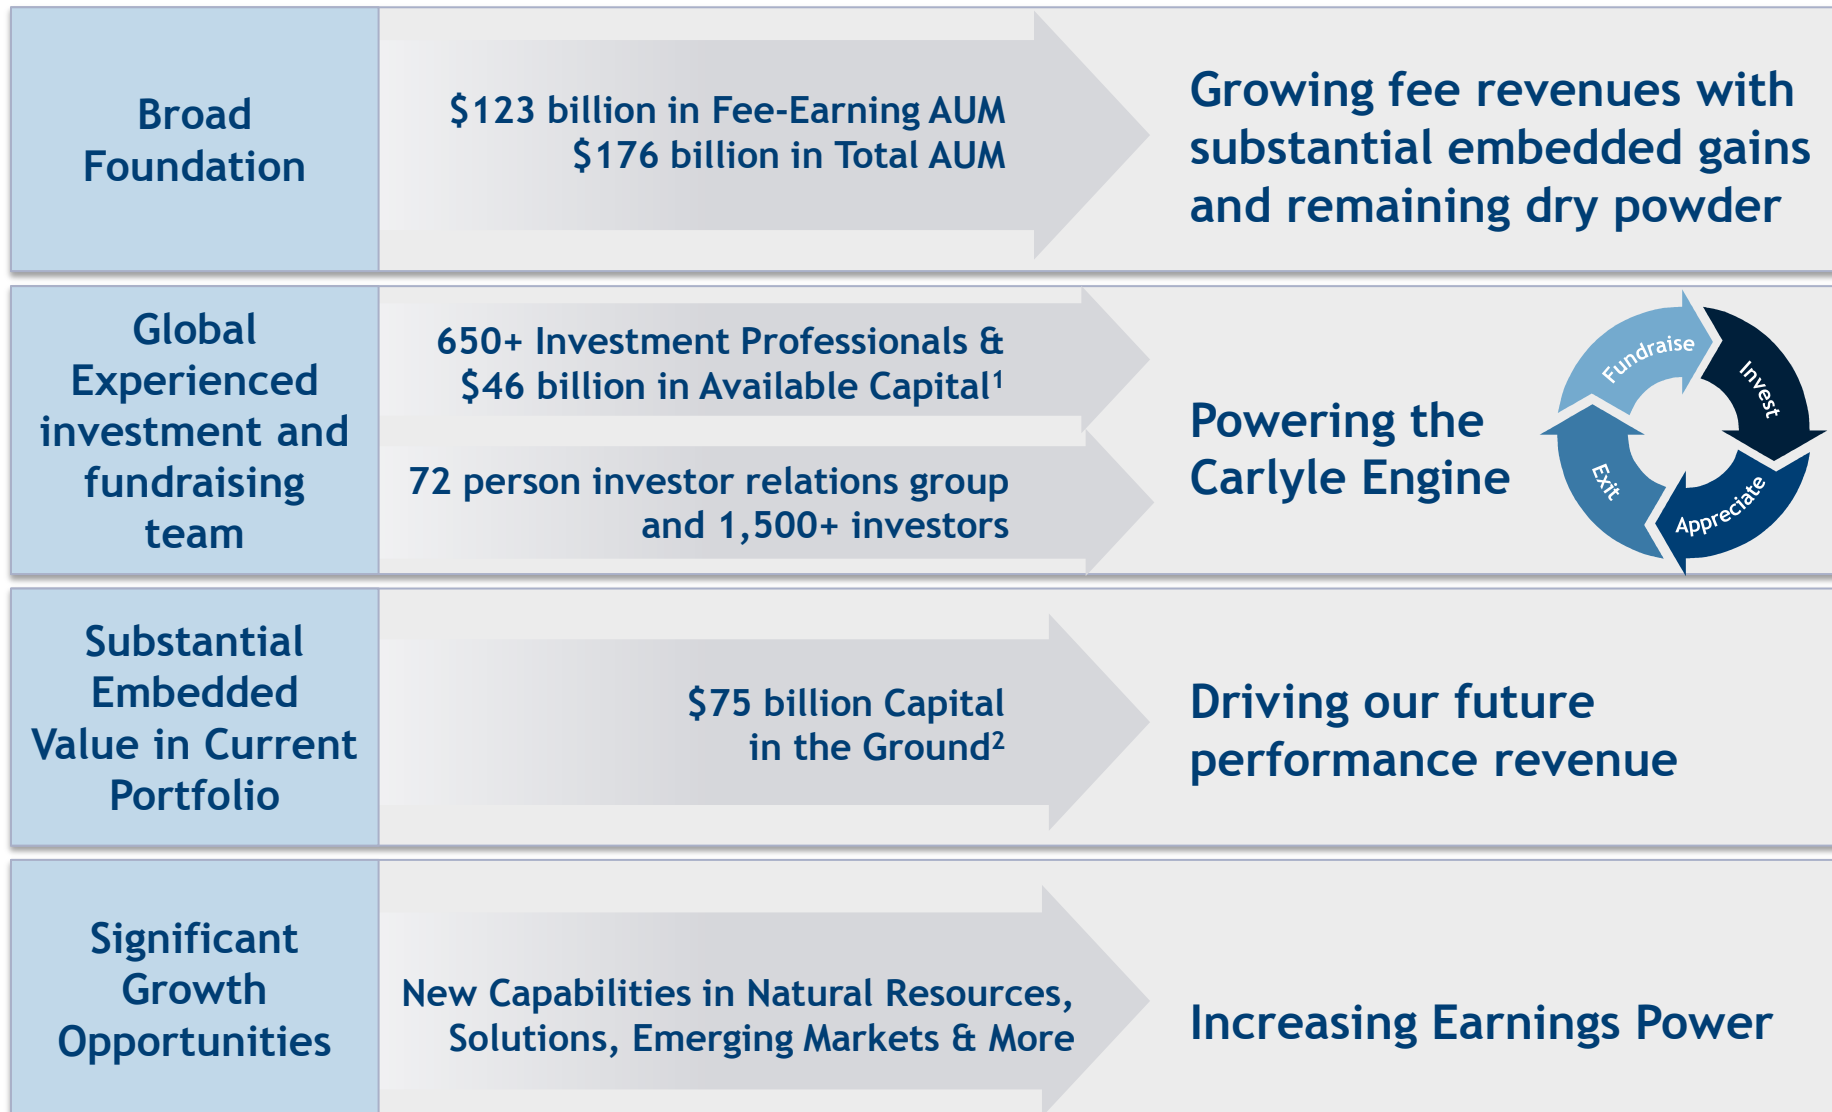 Broad
Foundation
$123 billion in Fee-Earning AUM
$176 billion in Total AUM
Growing fee revenues with
substantial embedded gains
and remaining dry powder
Global
Experienced
investment and
fundraising
team
650+ Investment Professionals &
$46 billion in Available Capital¹
72 person investor relations group
and 1,500+ investors
Powering the
Carlyle Engine
Fundraise
Invest
Appreciate
Exit
Substantial
Embedded
Value in Current
Portfolio
$75 billion Capital
in the Ground²
Driving our future
performance revenue
Significant
Growth
Opportunities
New Capabilities in Natural Resources,
Solutions, Emerging Markets & More
Increasing Earnings Power